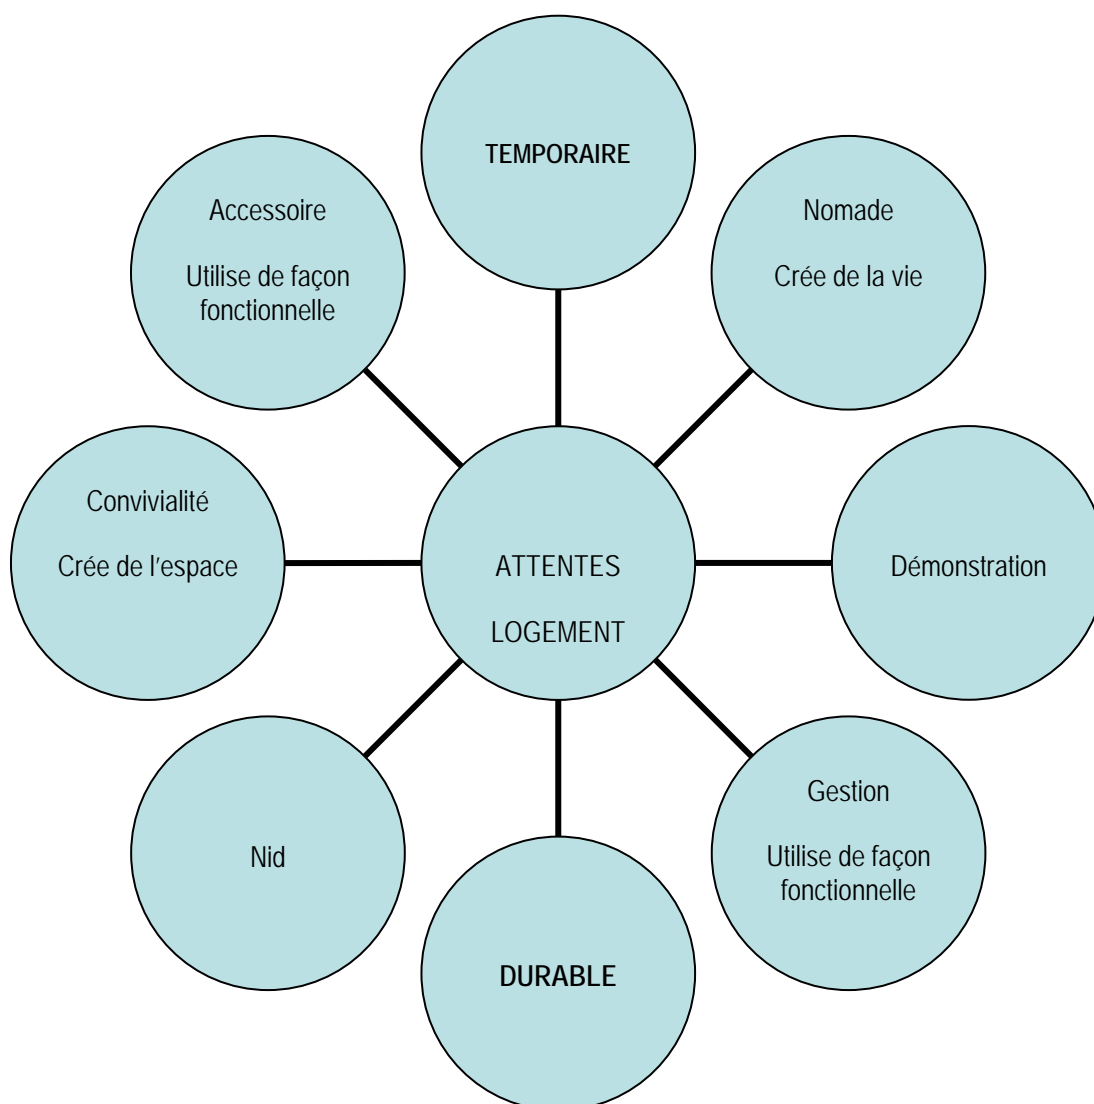 TEMPORAIRE
Accessoire
Utilise de façon
fonctionnelle
Nomade
Crée de la vie
Convivialité
Crée de l'espace
ATTENTES
LOGEMENT
Démonstration
Nid
Gestion
Utilise de façon
fonctionnelle
DURABLE